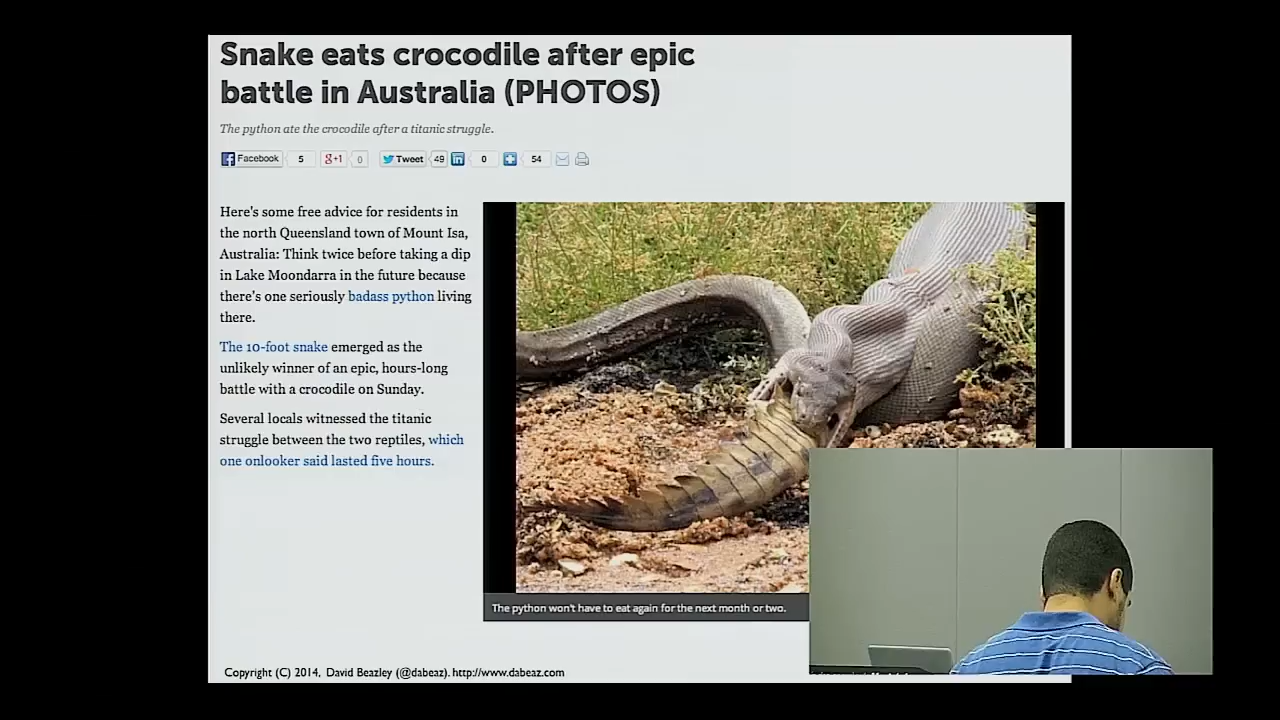 Snake eats crocodile after epic
battle in Australia (PHOTOS)
The python ate the crocodile after a titanic struggle.
Facebook 5 g+1 0 Tweet 49 in 0 54
Here's some free advice for residents in
the north Queensland town of Mount Isa,
Australia: Think twice before taking a dip
in Lake Moondarra in the future because
there's one seriously badass python living
there.
The 10-foot snake emerged as the
unlikely winner of an epic, hours-long
battle with a crocodile on Sunday.
Several locals witnessed the titanic
struggle between the two reptiles, which
one onlooker said lasted five hours.
The python won't have to eat again for the next month or two.
Copyright (C) 2014, David Beazley (@dabeaz). http://www.dabeaz.com